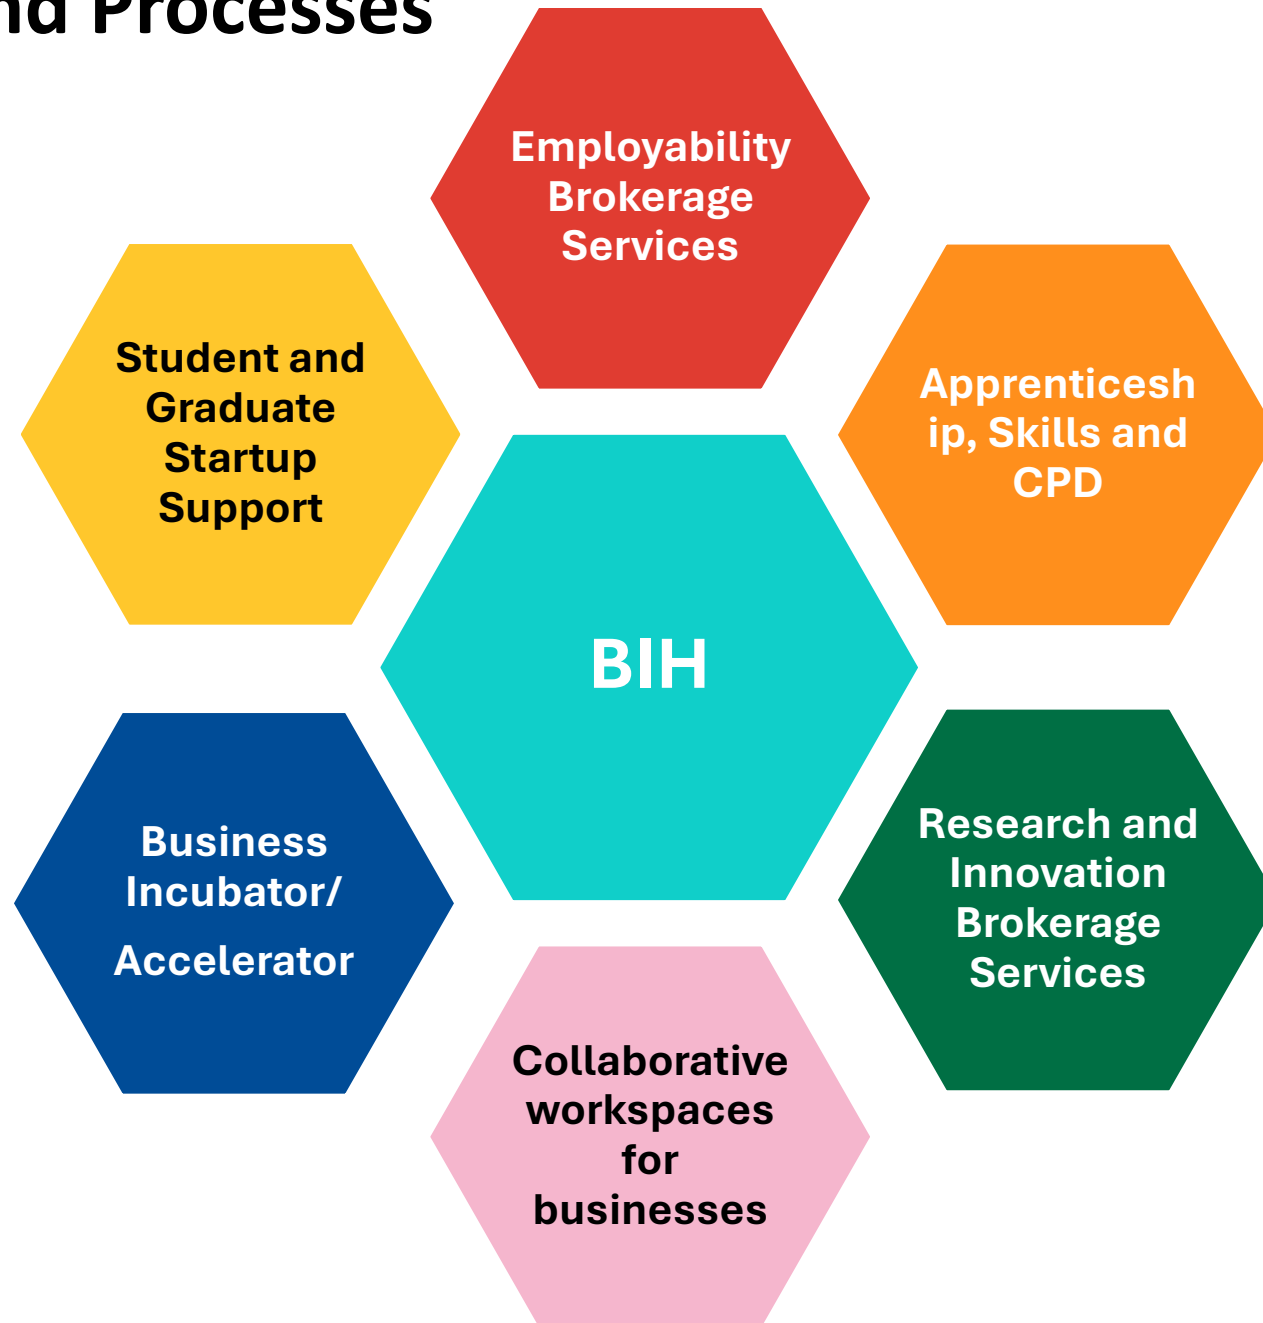 nd Processes
Employability
Brokerage
Services
Student and
Graduate
Startup
Support
Apprenticesh
ip, Skills and
CPD
BIH
Business
Incubator/
Accelerator
Research and
Innovation
Brokerage
Services
Collaborative
workspaces
for
businesses